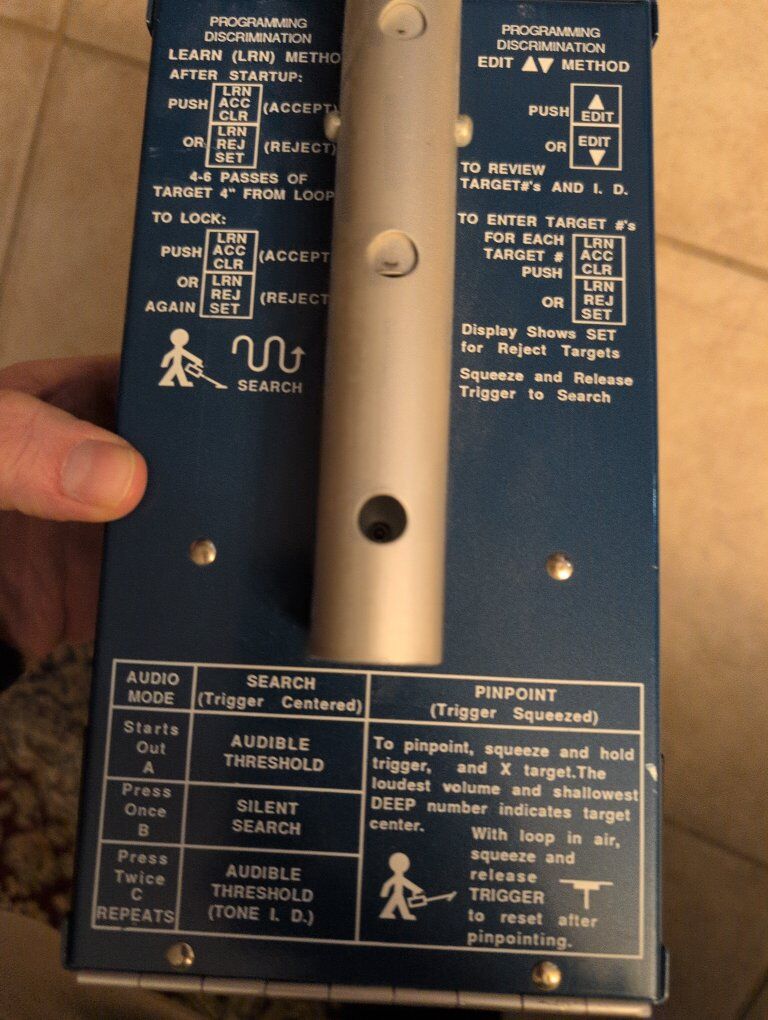 PROGRAMMING
DISCRIMINATION
LEARN (LRN) METHO
AFTER STARTUP:
PUSH LRN ACC CLR (ACCEPT)
OR LRN REJ SET (REJECT)
4-6 PASSES OF
TARGET 4" FROM LOOP
TO LOCK:
PUSH LRN ACC CLR (ACCEPT
OR
AGAIN LRN REJ SET (REJECT
SEARCH
PROGRAMMING
DISCRIMINATION
EDIT ▲▼ METHOD
PUSH ▲ EDIT
OR EDIT ▼
TO REVIEW
TARGET#'s AND I. D.
TO ENTER TARGET #'s
FOR EACH
TARGET #
PUSH LRN ACC CLR
OR LRN REJ SET
Display Shows SET
for Reject Targets
Squeeze and Release
Trigger to Search
AUDIO
MODE
SEARCH
(Trigger Centered)
PINPOINT
(Trigger Squeezed)
Starts
Out
A
AUDIBLE
THRESHOLD
Press
Once
B
SILENT
SEARCH
Press
Twice
C
REPEATS
AUDIBLE
THRESHOLD
(TONE I. D.)
To pinpoint, squeeze and hold
trigger, and X target.The
loudest volume and shallowest
DEEP number indicates target
center.
With loop in air,
squeeze and
release
TRIGGER
to reset after
pinpointing.